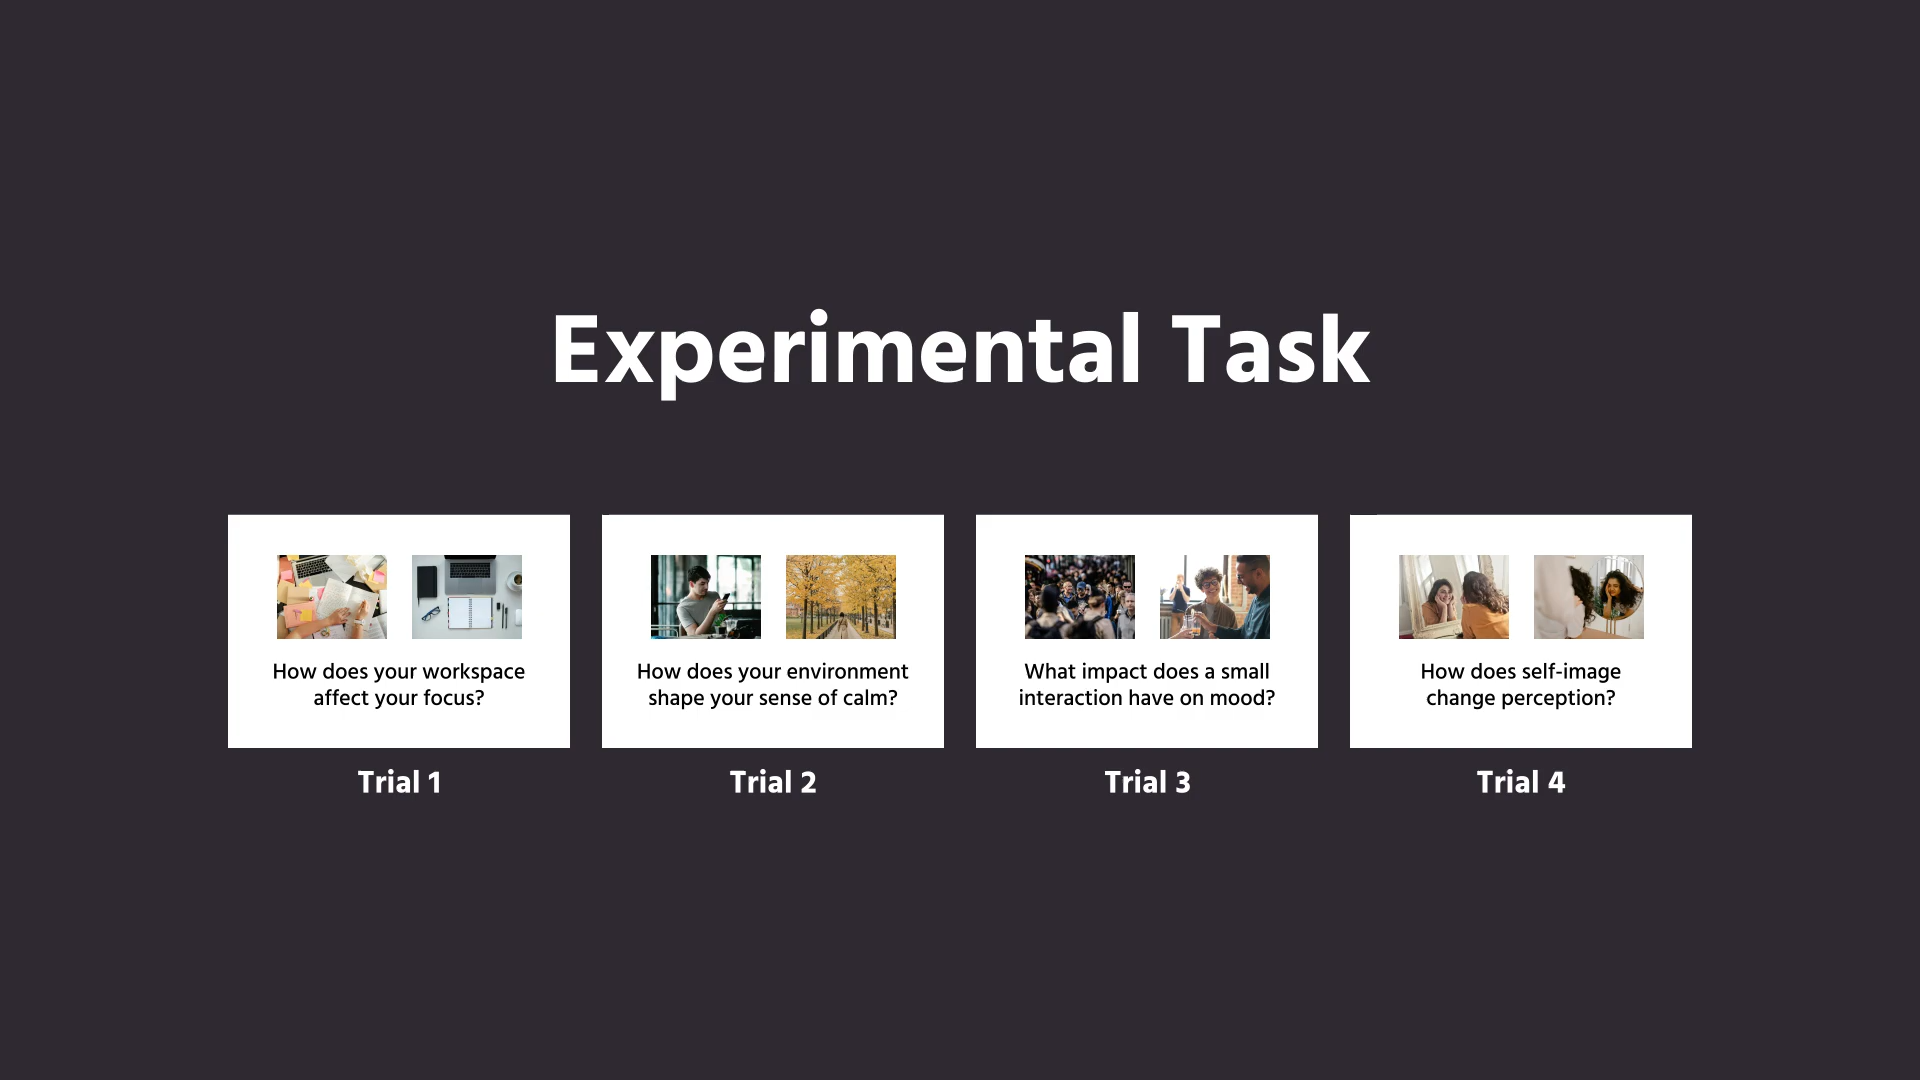 Experimental Task
How does your workspace
affect your focus?
Trial 1
How does your environment
shape your sense of calm?
Trial 2
What impact does a small
interaction have on mood?
Trial 3
How does self-image
change perception?
Trial 4